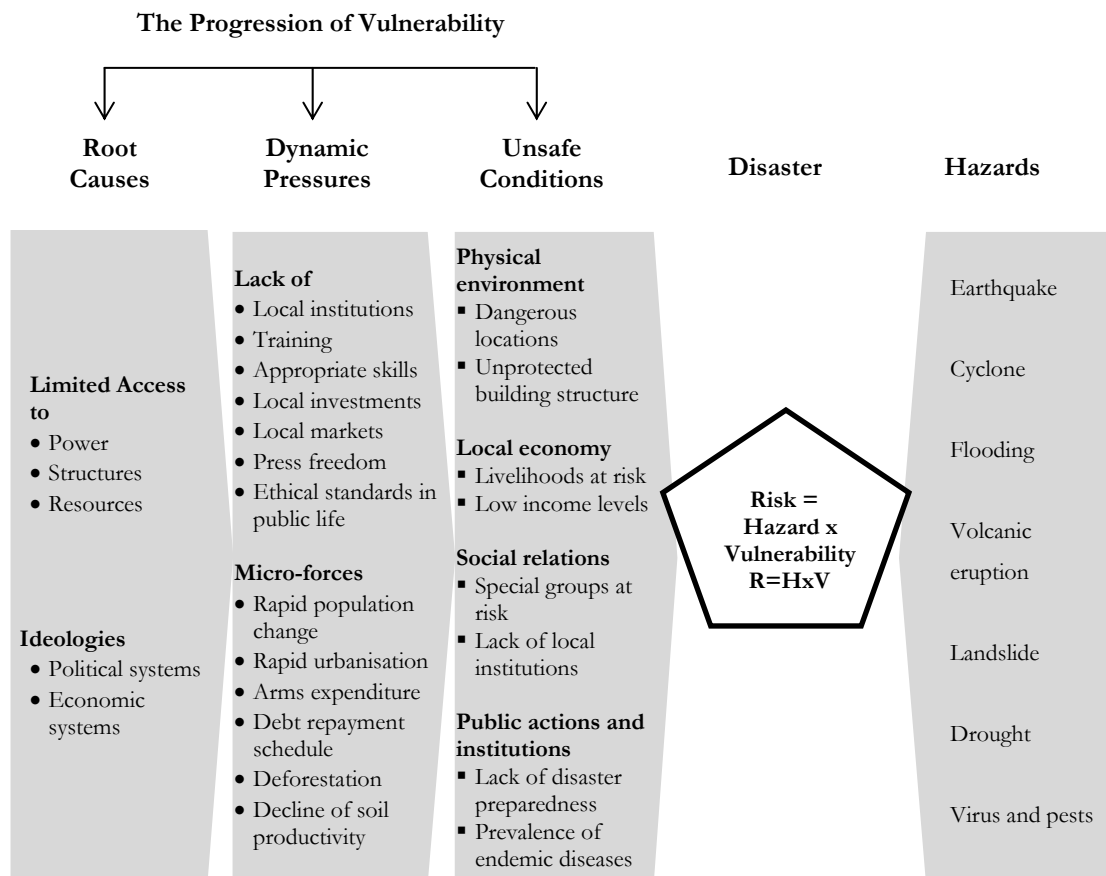 The Progression of Vulnerability
Root
Causes
Dynamic
Pressures
Unsafe
Conditions
Disaster
Hazards
Limited Access
to
• Power
• Structures
• Resources
Ideologies
• Political systems
• Economic
systems
Lack of
• Local institutions
• Training
• Appropriate skills
• Local investments
• Local markets
• Press freedom
• Ethical standards in
public life
Micro-forces
• Rapid population
change
• Rapid urbanisation
• Arms expenditure
• Debt repayment
schedule
• Deforestation
• Decline of soil
productivity
Physical
environment
▪ Dangerous
locations
▪ Unprotected
building structure
Local economy
▪ Livelihoods at risk
▪ Low income levels
Social relations
▪ Special groups at
risk
▪ Lack of local
institutions
Public actions and
institutions
▪ Lack of disaster
preparedness
▪ Prevalence of
endemic diseases
Risk =
Hazard x
Vulnerability
R=HxV
Earthquake
Cyclone
Flooding
Volcanic
eruption
Landslide
Drought
Virus and pests